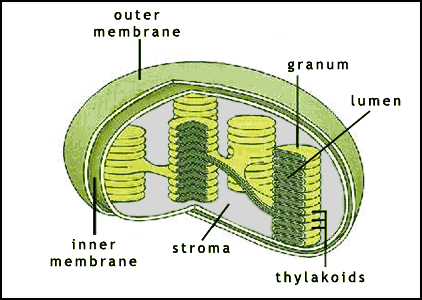 outer
membrane
granum
lumen
inner
membrane
stroma
thylakoids